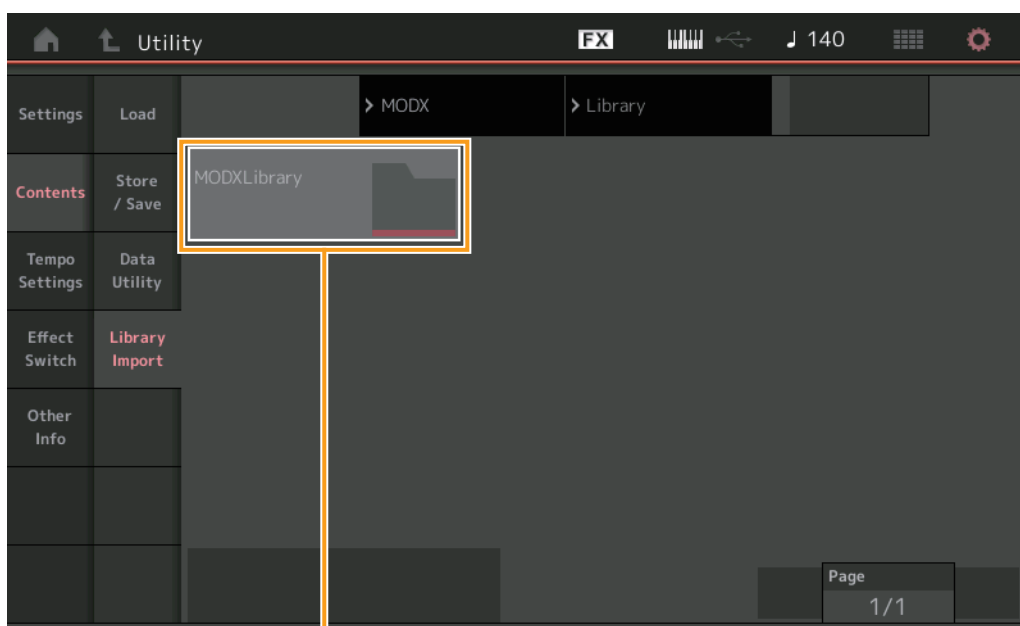 Utility
FX
♩ 140
Settings
Load
> MODX
> Library
Contents
Store
/ Save
MODXLibrary
Tempo
Settings
Data
Utility
Effect
Switch
Library
Import
Other
Info
Page
1/1